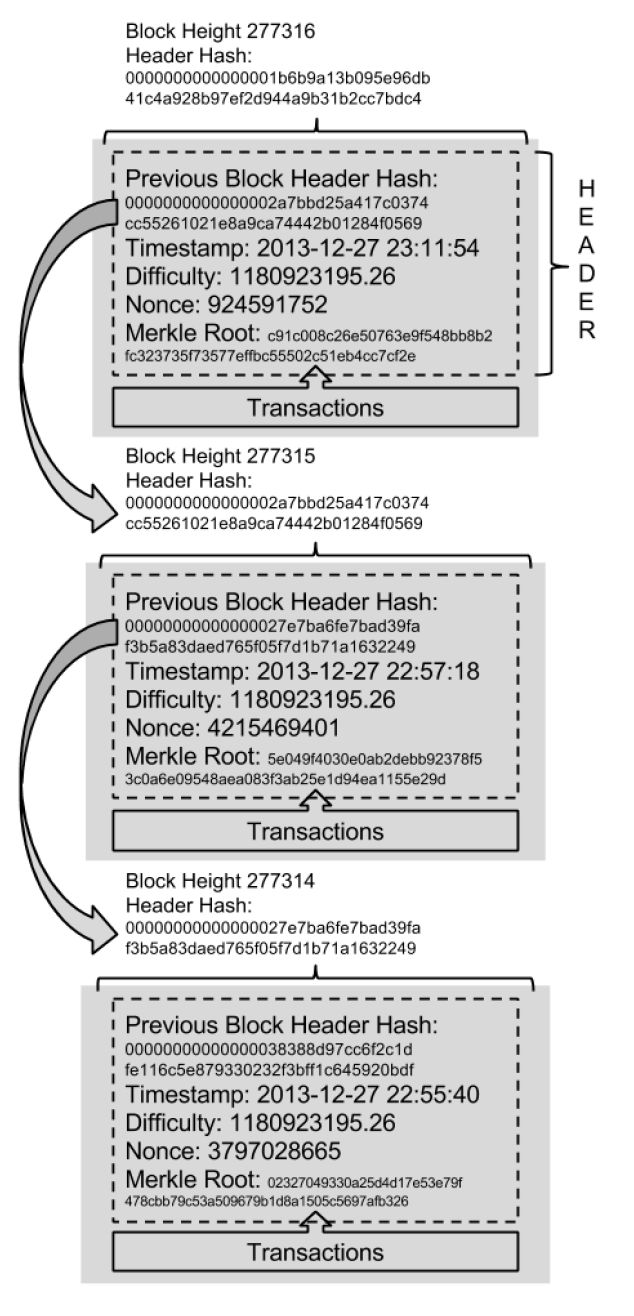 Block Height 277316
Header Hash:
0000000000000001b6b9a13b095e96db
41c4a928b97ef2d944a9b31b2cc7bdc4
Previous Block Header Hash:
0000000000000002a7bbd25a417c0374
cc55261021e8a9ca74442b01284f0569
Timestamp: 2013-12-27 23:11:54
Difficulty: 1180923195.26
Nonce: 924591752
Merkle Root: c91c008c26e50763e9f548bb8b2
fc323735f73577effbc55502c51eb4cc7cf2e
Transactions
HEADER
Block Height 277315
Header Hash:
0000000000000002a7bbd25a417c0374
cc55261021e8a9ca74442b01284f0569
Previous Block Header Hash:
00000000000000027e7ba6fe7bad39fa
f3b5a83daed765f05f7d1b71a1632249
Timestamp: 2013-12-27 22:57:18
Difficulty: 1180923195.26
Nonce: 4215469401
Merkle Root: 5e049f4030e0ab2debb92378f5
3c0a6e09548aea083f3ab25e1d94ea1155e29d
Transactions
Block Height 277314
Header Hash:
00000000000000027e7ba6fe7bad39fa
f3b5a83daed765f05f7d1b71a1632249
Previous Block Header Hash:
00000000000000038388d97cc6f2c1d
fe116c5e879330232f3bff1c645920bdf
Timestamp: 2013-12-27 22:55:40
Difficulty: 1180923195.26
Nonce: 3797028665
Merkle Root: 02327049330a25d4d17e53e79f
478cbb79c53a509679b1d8a1505c5697afb326
Transactions